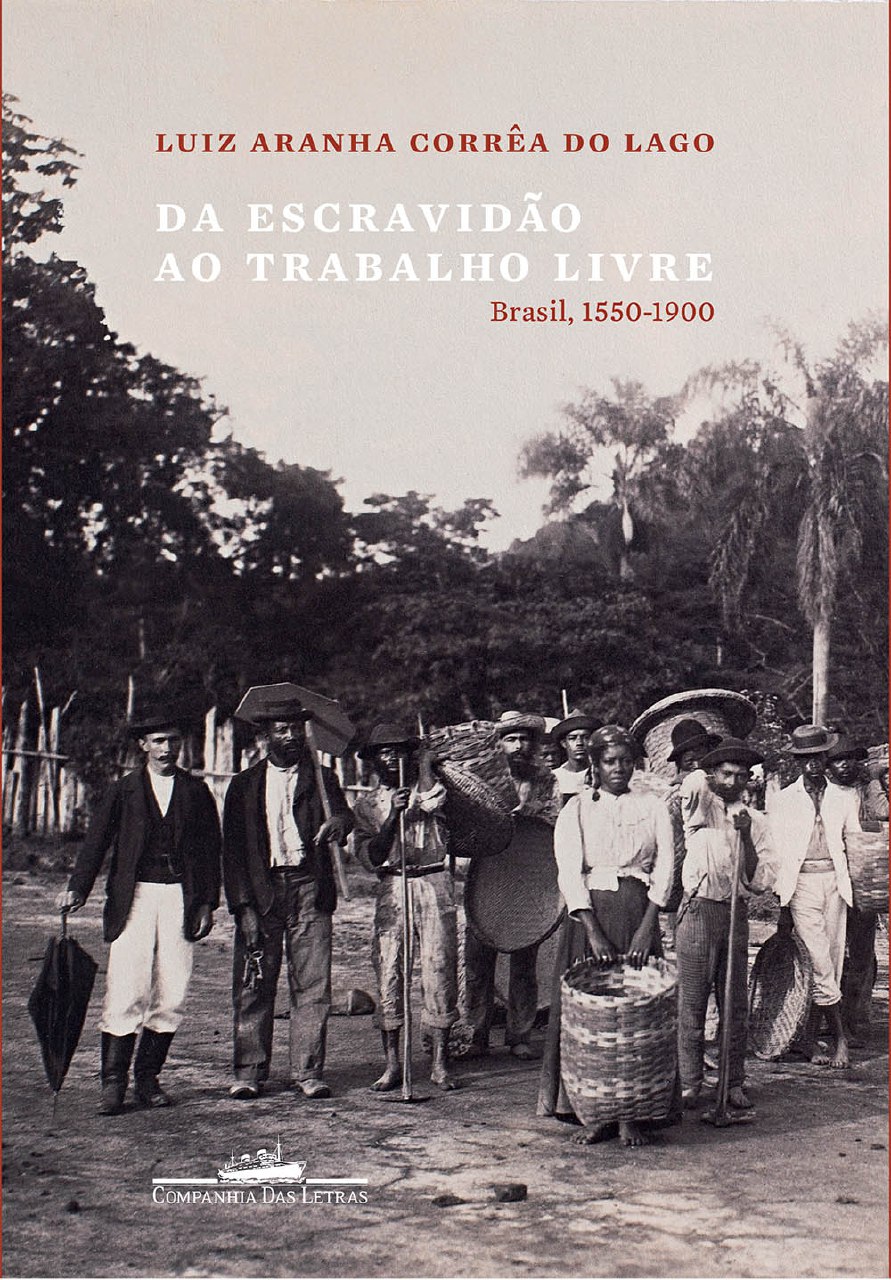 LUIZ ARANHA CORRÊA DO LAGO
DA ESCRAVIDÃO
AO TRABALHO LIVRE
Brasil, 1550-1900
COMPANHIA DAS LETRAS